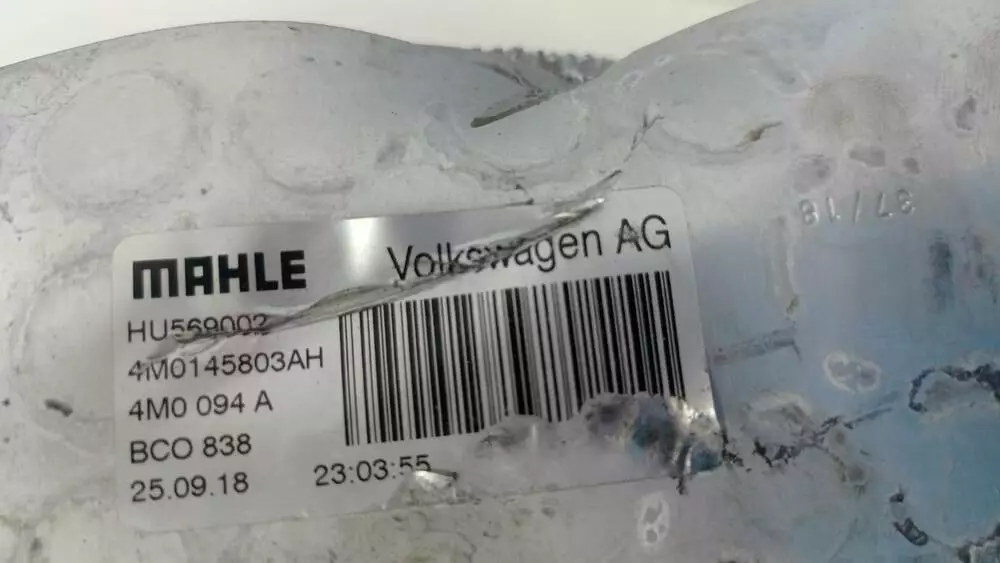 MAHLE
Volkswagen AG
HU569002
4M0145803AH
4M0 094 A
BCO 838
25.09.18 23:03:55
37/18